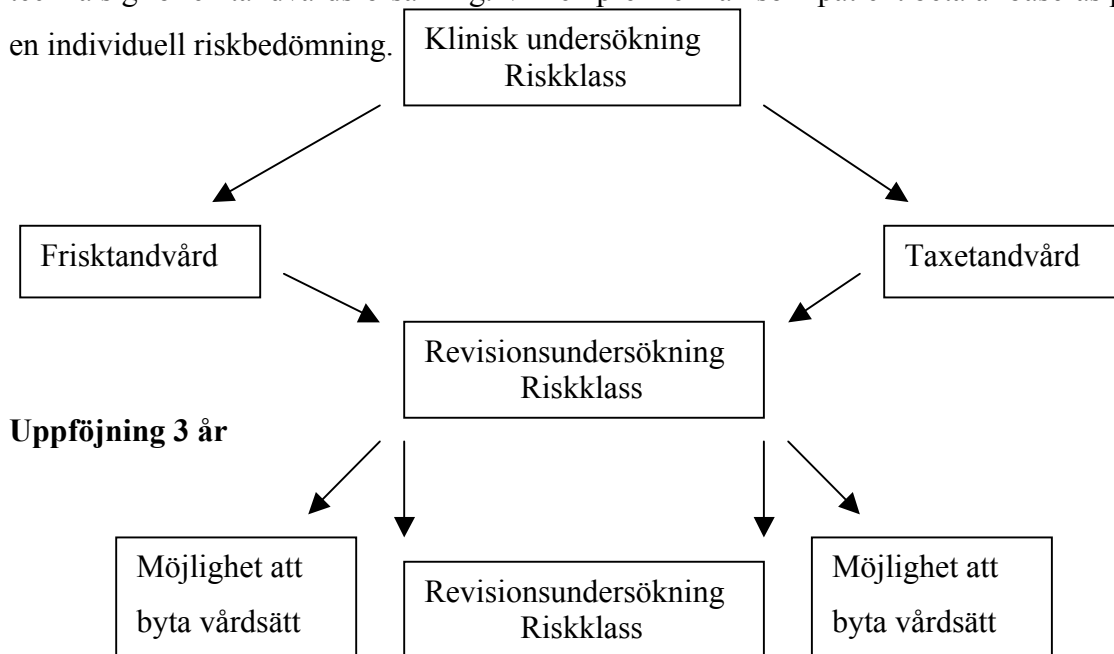 en individuell riskbedömning.
Klinisk undersökning
Riskklass
Frisktandvård
Taxetandvård
Revisionsundersökning
Riskklass
Uppföjning 3 år
Möjlighet att
byta vårdsätt
Revisionsundersökning
Riskklass
Möjlighet att
byta vårdsätt